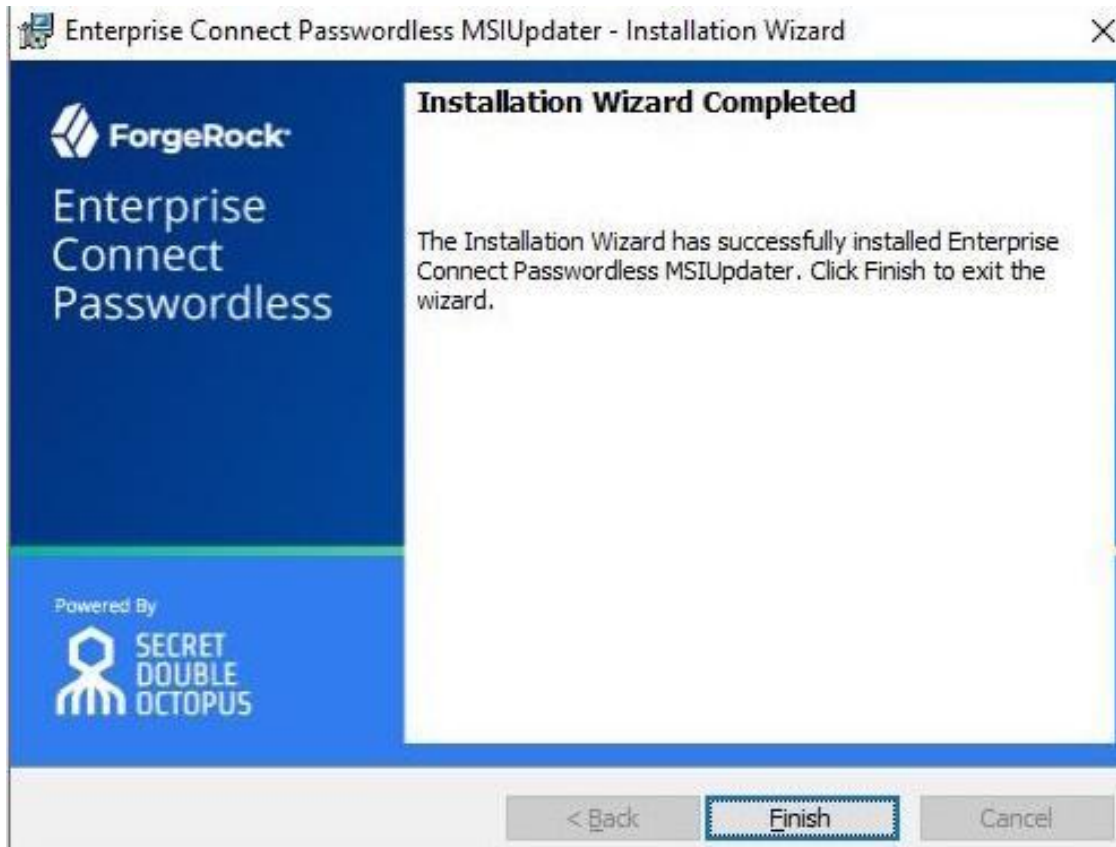 Enterprise Connect Passwordless MSIUpdater - Installation Wizard
ForgeRock
Enterprise
Connect
Passwordless
Powered By
SECRET
DOUBLE
OCTOPUS
Installation Wizard Completed
The Installation Wizard has successfully installed Enterprise
Connect Passwordless MSIUpdater. Click Finish to exit the
wizard.
< Back
Finish
Cancel